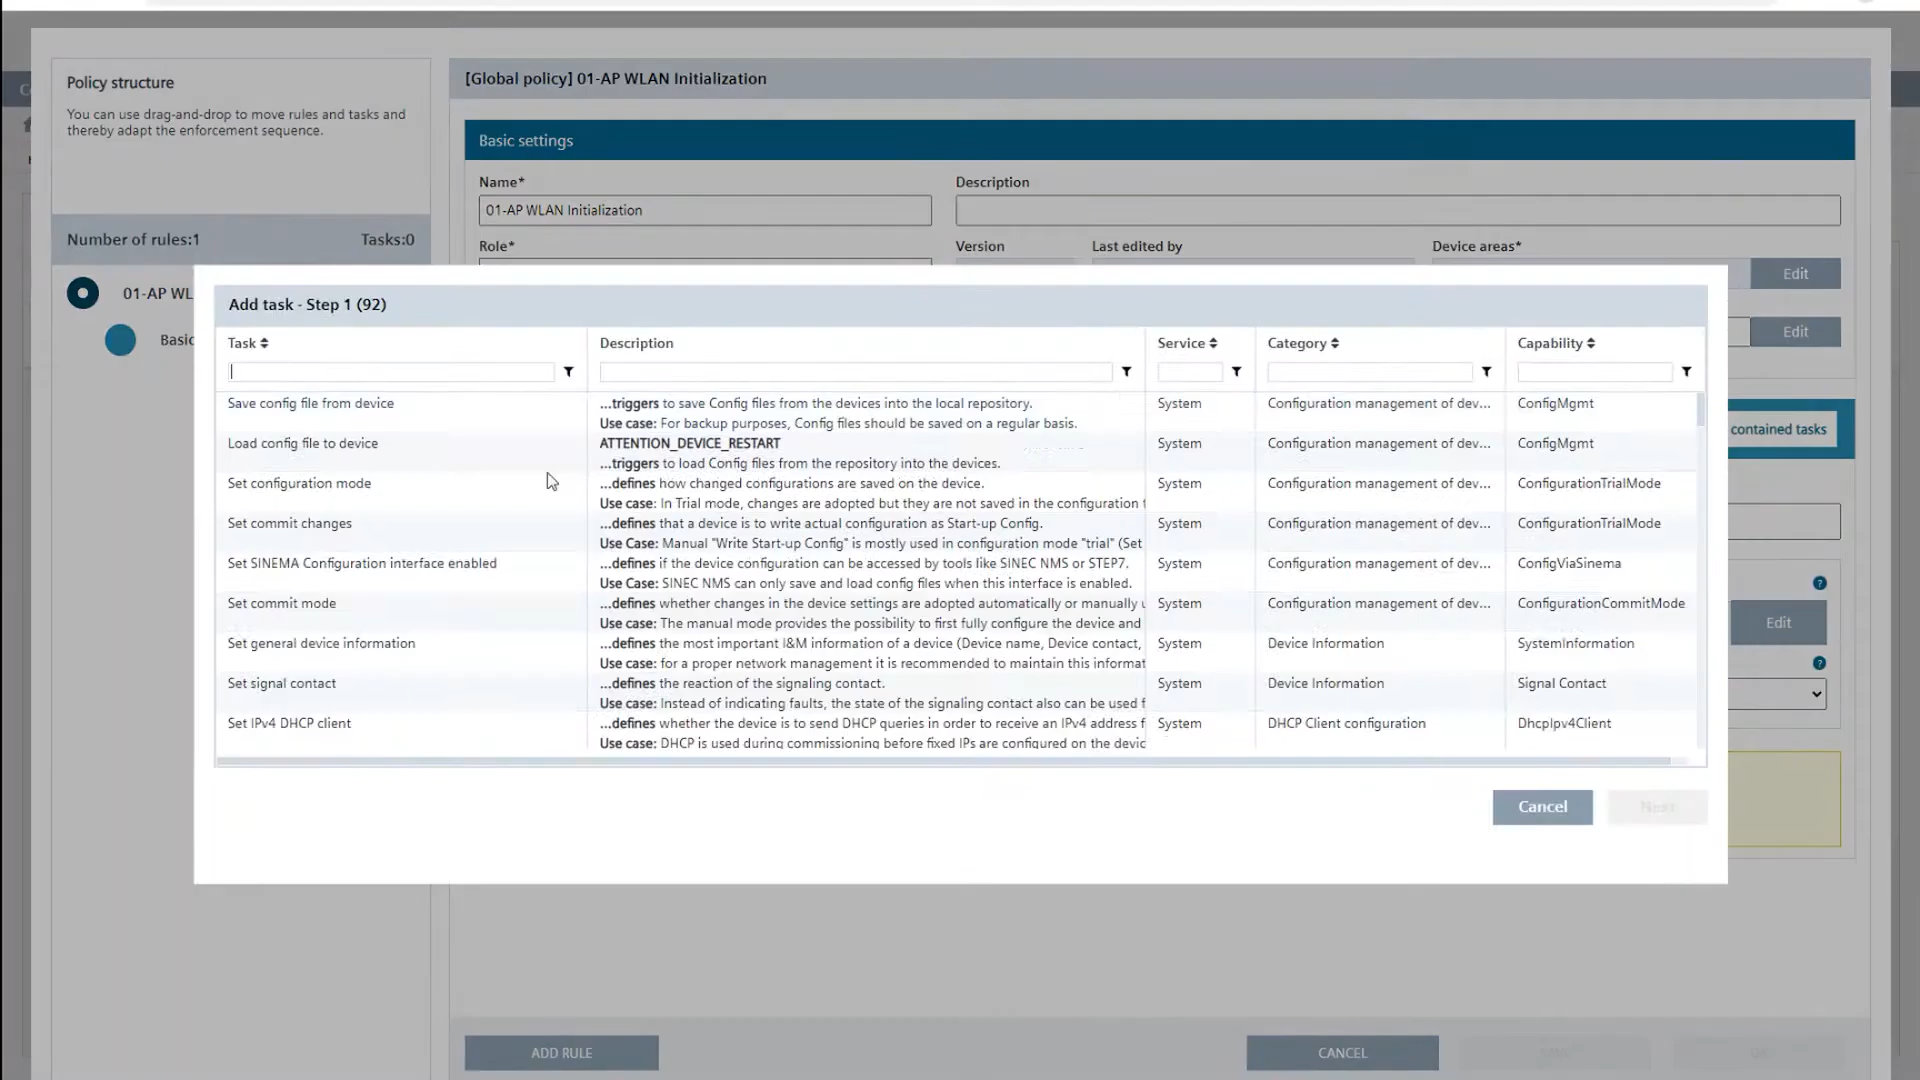 Policy structure
You can use drag-and-drop to move rules and tasks and
thereby adapt the enforcement sequence.
Number of rules:1 Tasks:0
01-AP WL
Basic
[Global policy] 01-AP WLAN Initialization
Basic settings
Name* Description
01-AP WLAN Initialization
Role* Version Last edited by Device areas*
Edit
Edit
contained tasks
Edit
Add task - Step 1 (92)
Task Description Service Category Capability
Save config file from device ...triggers to save Config files from the devices into the local repository. System Configuration management of dev... ConfigMgmt
Use case: For backup purposes, Config files should be saved on a regular basis.
Load config file to device ATTENTION_DEVICE_RESTART System Configuration management of dev... ConfigMgmt
...triggers to load Config files from the repository into the devices.
Set configuration mode ...defines how changed configurations are saved on the device. System Configuration management of dev... ConfigurationTrialMode
Use case: In Trial mode, changes are adopted but they are not saved in the configuration
Set commit changes ...defines that a device is to write actual configuration as Start-up Config. System Configuration management of dev... ConfigurationTrialMode
Use Case: Manual "Write Start-up Config" is mostly used in configuration mode "trial" (Set
Set SINEMA Configuration interface enabled ...defines if the device configuration can be accessed by tools like SINEC NMS or STEP7. System Configuration management of dev... ConfigViaSinema
Use Case: SINEC NMS can only save and load config files when this interface is enabled.
Set commit mode ...defines whether changes in the device settings are adopted automatically or manually System Configuration management of dev... ConfigurationCommitMode
Use case: The manual mode provides the possibility to first fully configure the device and
Set general device information ...defines the most important I&M information of a device (Device name, Device contact, System Device Information SystemInformation
Use case: for a proper network management it is recommended to maintain this informat
Set signal contact ...defines the reaction of the signaling contact. System Device Information Signal Contact
Use case: Instead of indicating faults, the state of the signaling contact also can be used f
Set IPv4 DHCP client ...defines whether the device is to send DHCP queries in order to receive an IPv4 address f System DHCP Client configuration DhcpIpv4Client
Use case: DHCP is used during commissioning before fixed IPs are configured on the devic
Cancel Next
ADD RULE CANCEL